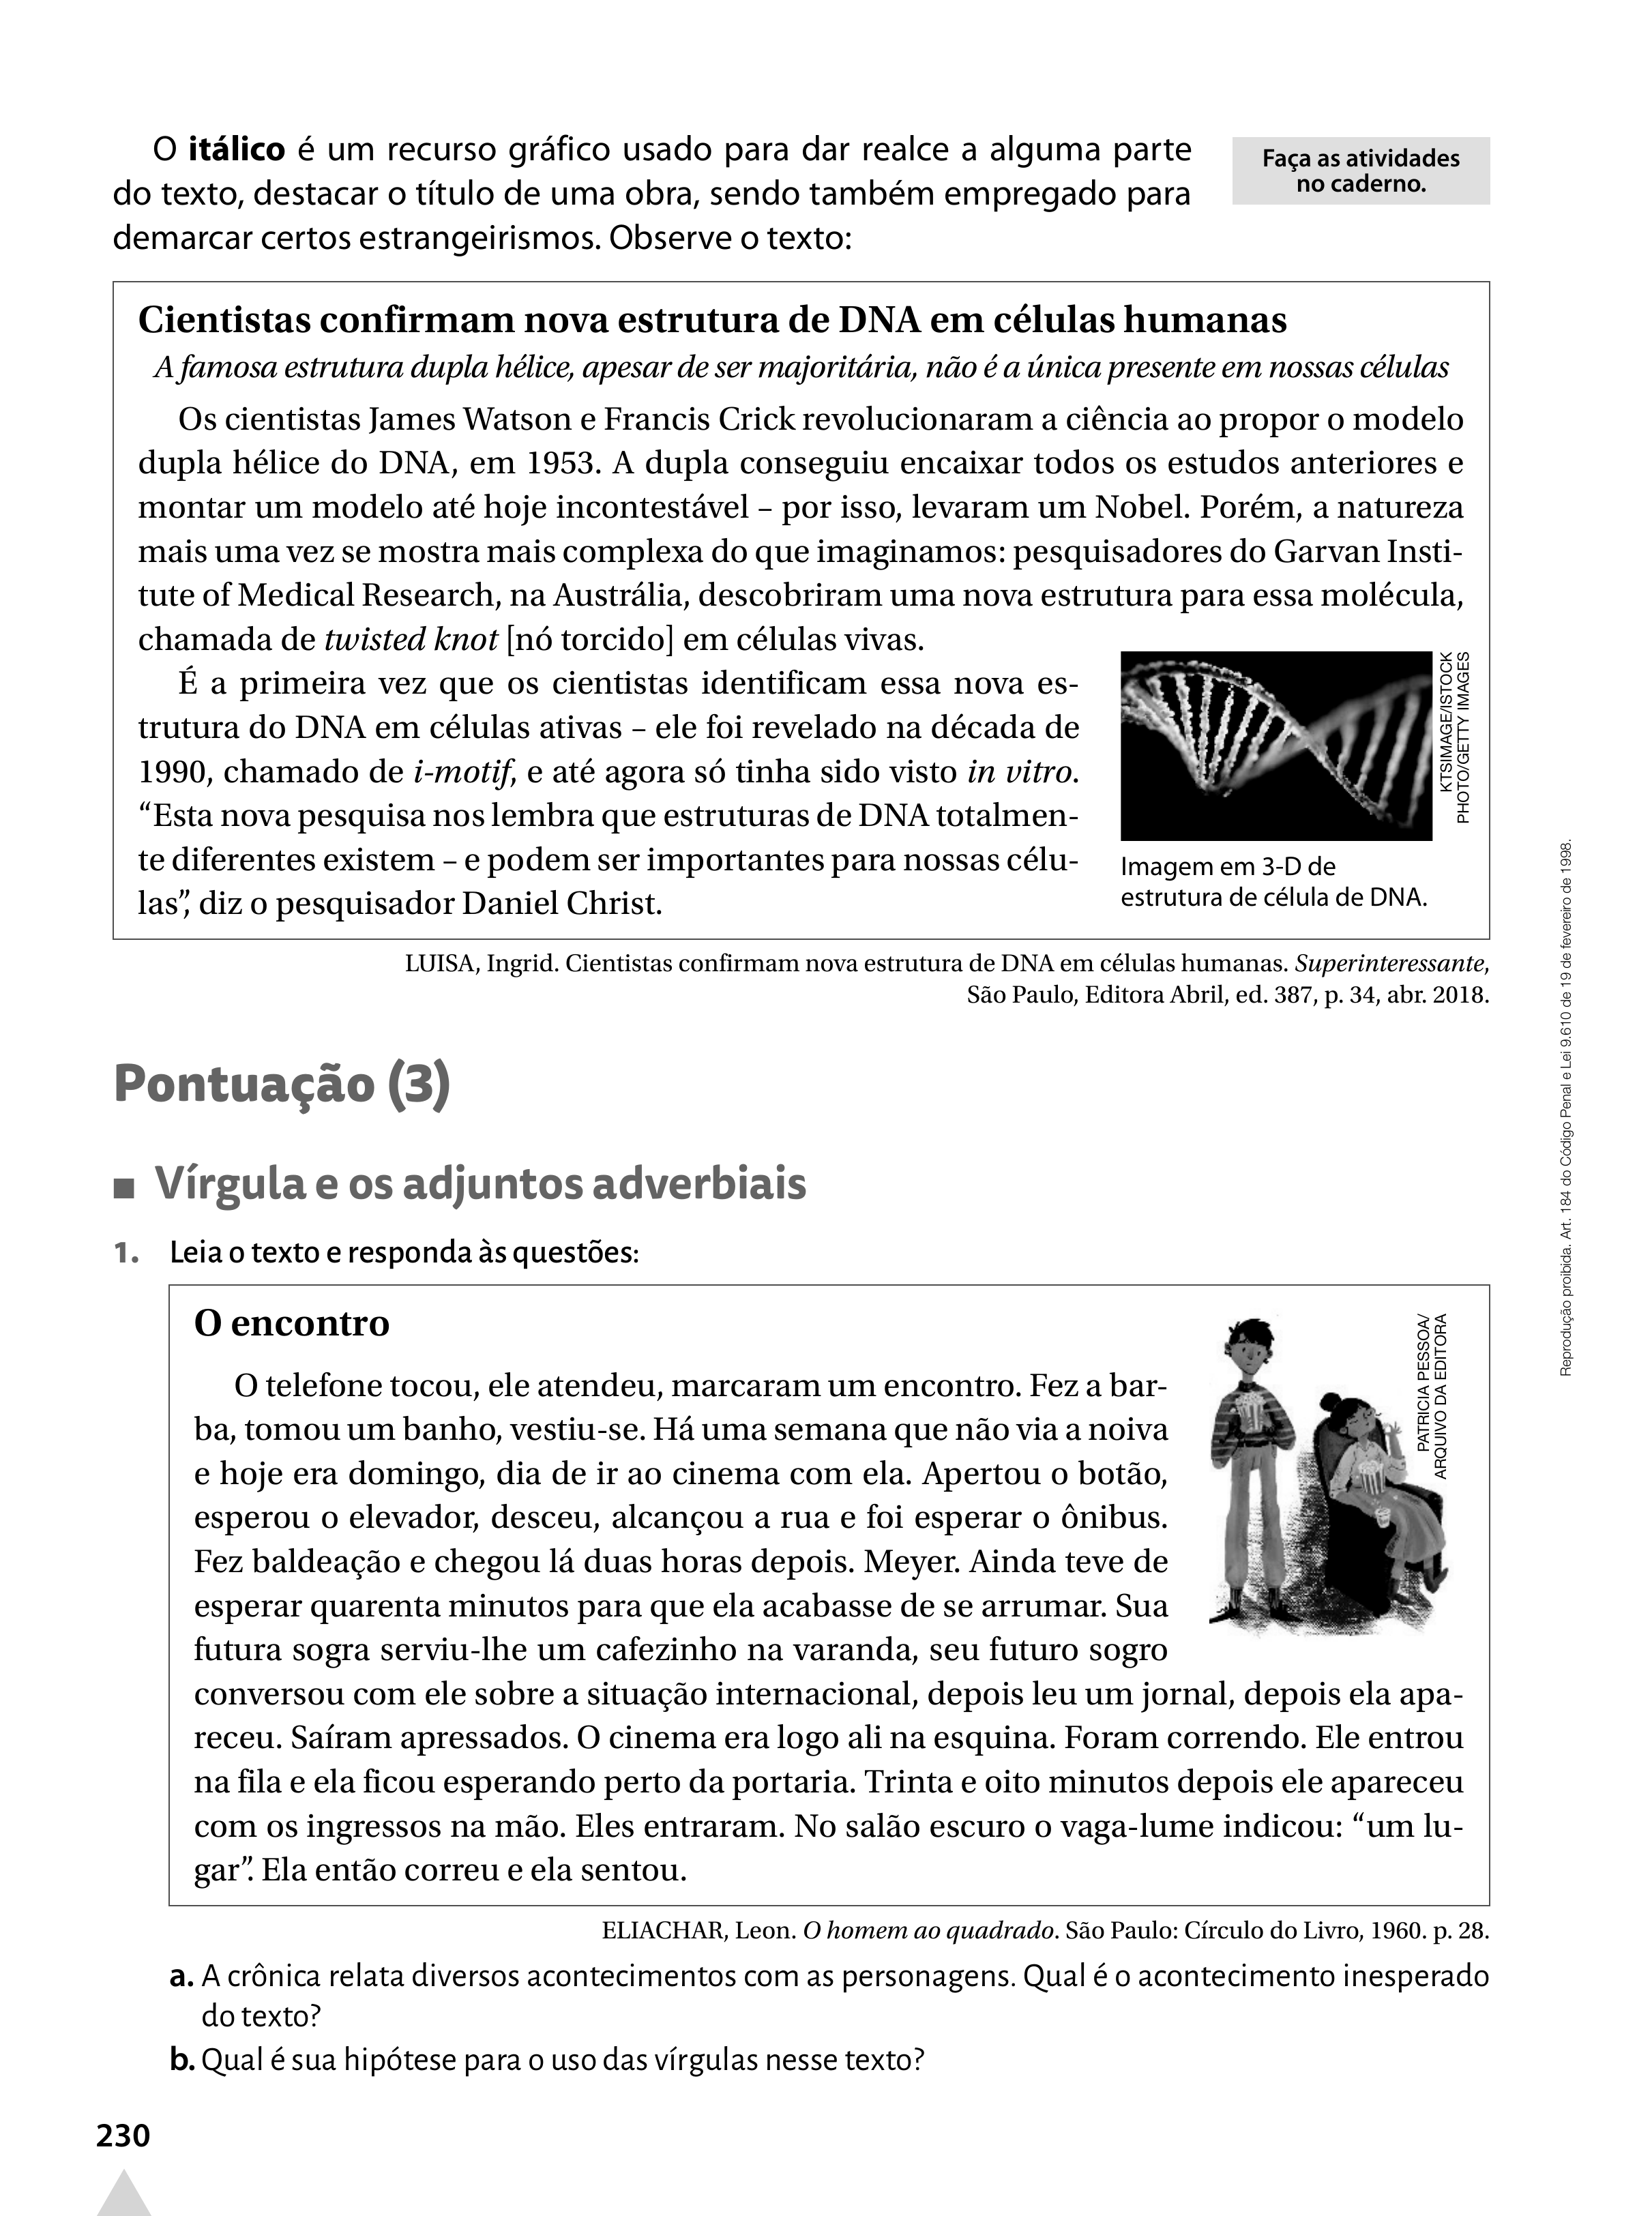 O itálico é um recurso gráfico usado para dar realce a alguma parte
do texto, destacar o título de uma obra, sendo também empregado para
demarcar certos estrangeirismos. Observe o texto:
Faça as atividades
no caderno.
Cientistas confirmam nova estrutura de DNA em células humanas
A famosa estrutura dupla hélice, apesar de ser majoritária, não é a única presente em nossas células
Os cientistas James Watson e Francis Crick revolucionaram a ciência ao propor o modelo
dupla hélice do DNA, em 1953. A dupla conseguiu encaixar todos os estudos anteriores e
montar um modelo até hoje incontestável – por isso, levaram um Nobel. Porém, a natureza
mais uma vez se mostra mais complexa do que imaginamos: pesquisadores do Garvan Insti-
tute of Medical Research, na Austrália, descobriram uma nova estrutura para essa molécula,
chamada de twisted knot [nó torcido] em células vivas.
É a primeira vez que os cientistas identificam essa nova es-
trutura do DNA em células ativas – ele foi revelado na década de
1990, chamado de i-motif, e até agora só tinha sido visto in vitro.
“Esta nova pesquisa nos lembra que estruturas de DNA totalmen-
te diferentes existem – e podem ser importantes para nossas célu-
las”, diz o pesquisador Daniel Christ.
KTSIMAGE/ISTOCK
PHOTO/GETTY IMAGES
Imagem em 3-D de
estrutura de célula de DNA.
LUISA, Ingrid. Cientistas confirmam nova estrutura de DNA em células humanas. Superinteressante,
São Paulo, Editora Abril, ed. 387, p. 34, abr. 2018.
Pontuação (3)
■ Vírgula e os adjuntos adverbiais
1. Leia o texto e responda às questões:
O encontro
O telefone tocou, ele atendeu, marcaram um encontro. Fez a bar-
ba, tomou um banho, vestiu-se. Há uma semana que não via a noiva
e hoje era domingo, dia de ir ao cinema com ela. Apertou o botão,
esperou o elevador, desceu, alcançou a rua e foi esperar o ônibus.
Fez baldeação e chegou lá duas horas depois. Meyer. Ainda teve de
esperar quarenta minutos para que ela acabasse de se arrumar. Sua
futura sogra serviu-lhe um cafezinho na varanda, seu futuro sogro
conversou com ele sobre a situação internacional, depois leu um jornal, depois ela apa-
receu. Saíram apressados. O cinema era logo ali na esquina. Foram correndo. Ele entrou
na fila e ela ficou esperando perto da portaria. Trinta e oito minutos depois ele apareceu
com os ingressos na mão. Eles entraram. No salão escuro o vaga-lume indicou: “um lu-
gar”. Ela então correu e ela sentou.
PATRICIA PESSOA/
ARQUIVO DA EDITORA
ELIACHAR, Leon. O homem ao quadrado. São Paulo: Círculo do Livro, 1960. p. 28.
a. A crônica relata diversos acontecimentos com as personagens. Qual é o acontecimento inesperado
do texto?
b. Qual é sua hipótese para o uso das vírgulas nesse texto?
230
Reprodução proibida. Art. 184 do Código Penal e Lei 9.610 de 19 de fevereiro de 1998.